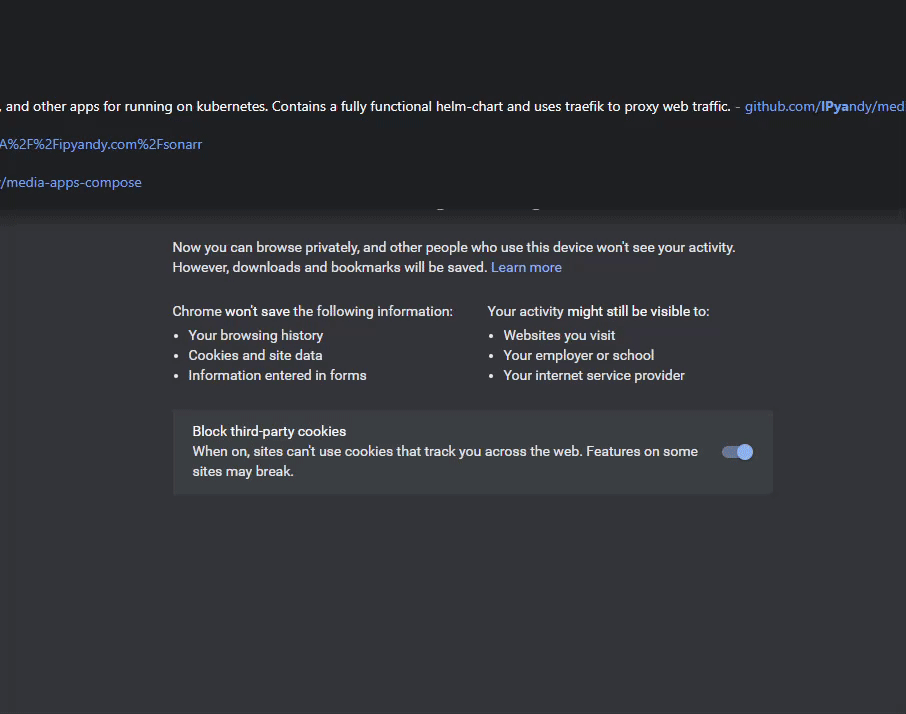 , and other apps for running on kubernetes. Contains a fully functional helm-chart and uses traefik to proxy web traffic. - github.com/IPyandy/med
A%2F%2Fipyandy.com%2Fsonarr
/media-apps-compose
Now you can browse privately, and other people who use this device won't see your activity.
However, downloads and bookmarks will be saved. Learn more
Chrome won't save the following information:
• Your browsing history
• Cookies and site data
• Information entered in forms
Your activity might still be visible to:
• Websites you visit
• Your employer or school
• Your internet service provider
Block third-party cookies
When on, sites can't use cookies that track you across the web. Features on some
sites may break.